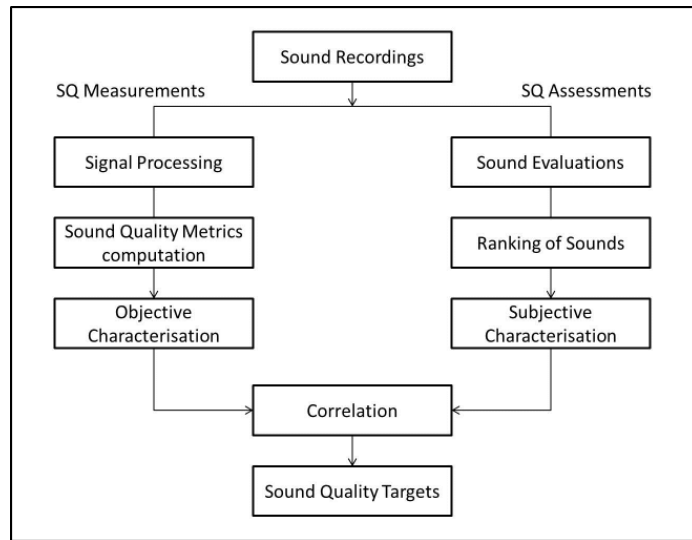 Sound Recordings
SQ Measurements
SQ Assessments
Signal Processing
Sound Evaluations
Sound Quality Metrics
computation
Ranking of Sounds
Objective
Characterisation
Subjective
Characterisation
Correlation
Sound Quality Targets